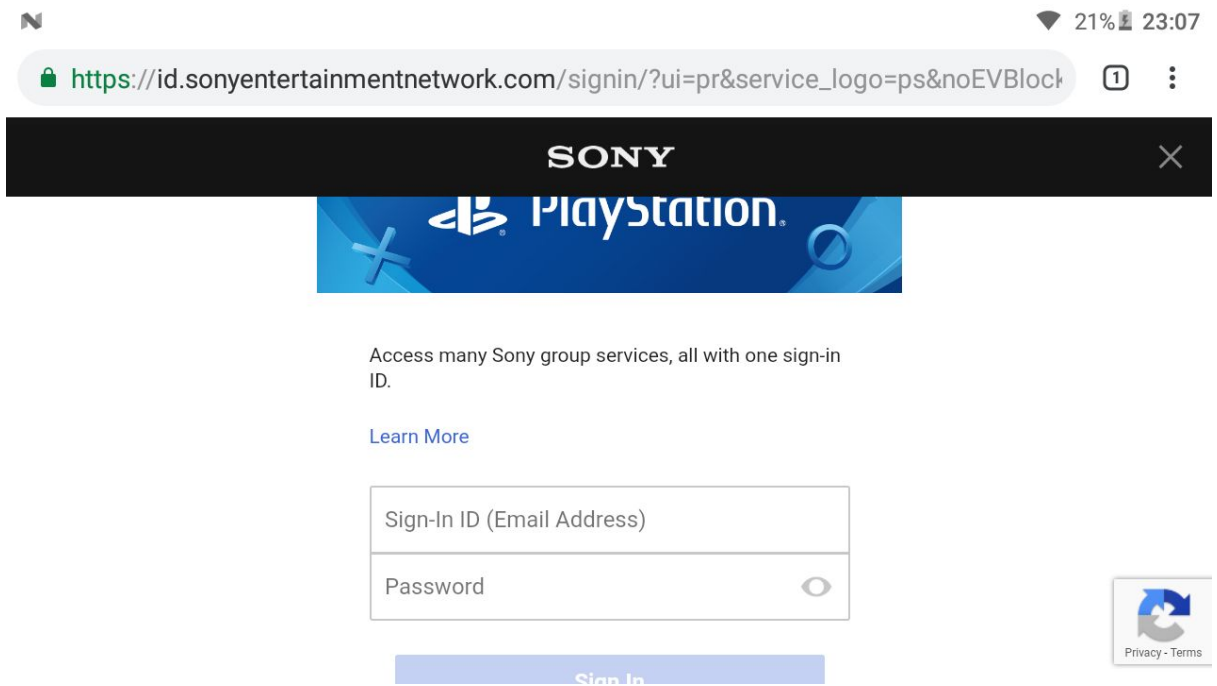 21% 23:07
https://id.sonyentertainmentnetwork.com/signin/?ui=pr&service_logo=ps&noEVBlock
1
SONY
PlayStation®
Access many Sony group services, all with one sign-in
ID.
Learn More
Sign-In ID (Email Address)
Password
Privacy - Terms
Sign In